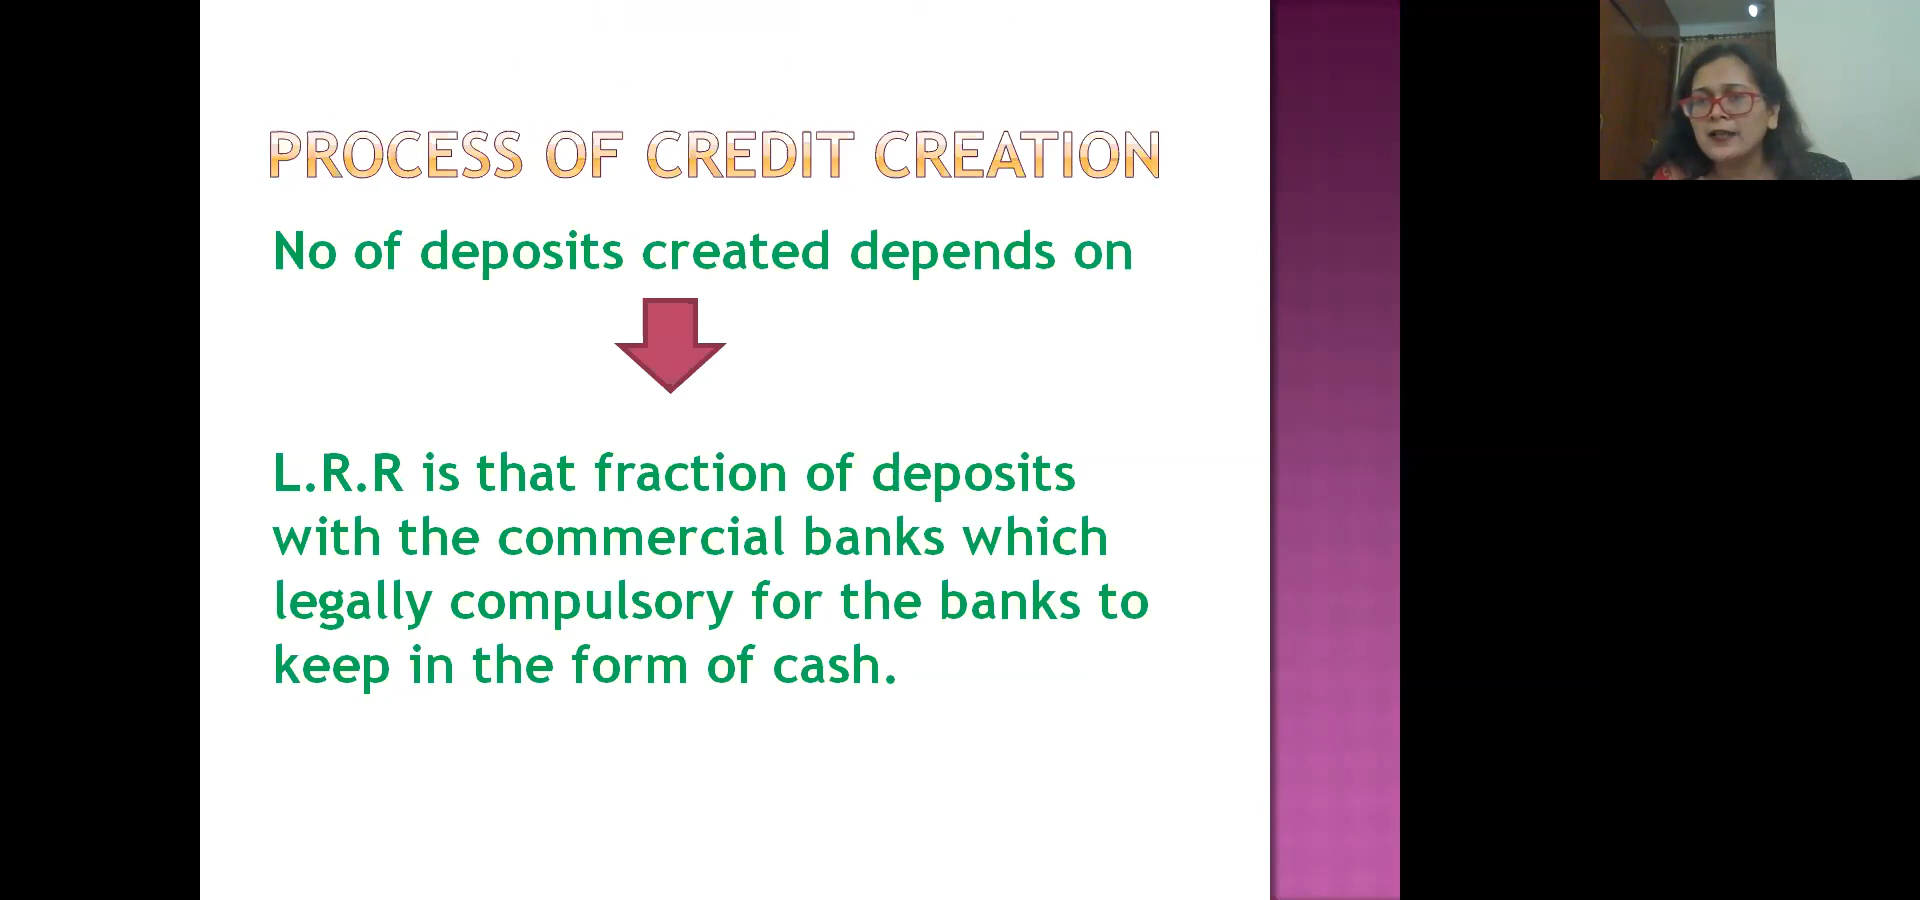 PROCESS OF CREDIT CREATION
No of deposits created depends on
L.R.R is that fraction of deposits
with the commercial banks which
legally compulsory for the banks to
keep in the form of cash.